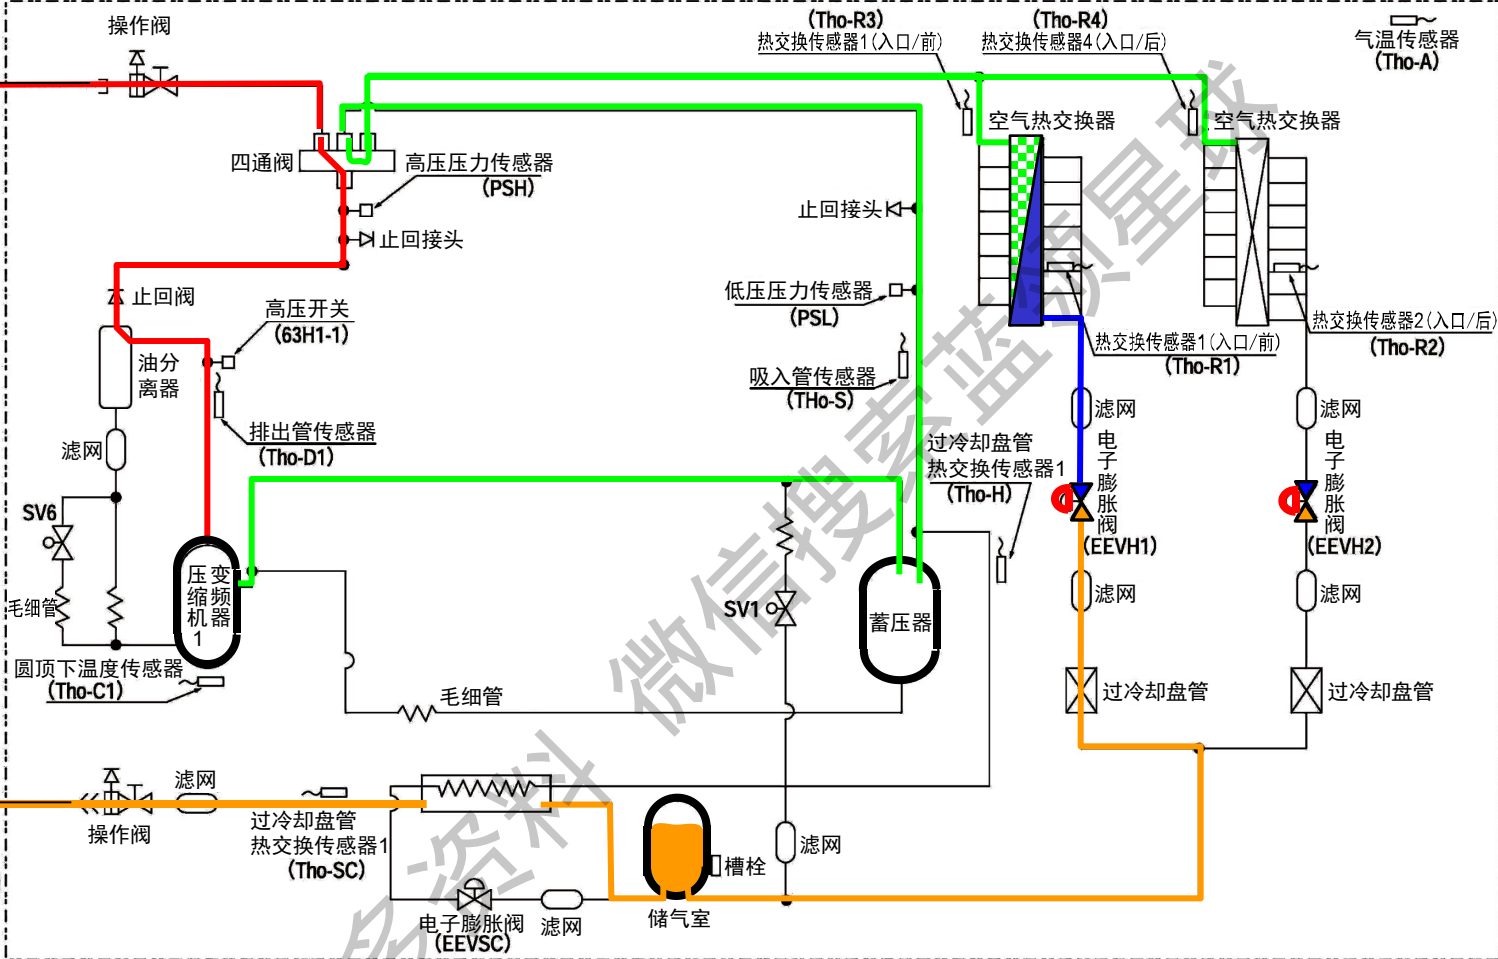 操作阀
(Tho-R3)
热交换传感器1(入口/前)
(Tho-R4)
热交换传感器4(入口/后)
气温传感器
(Tho-A)
空气热交换器
空气热交换器
四通阀
高压压力传感器
(PSH)
止回接头
止回接头
止回阀
高压开关
(63H1-1)
低压压力传感器
(PSL)
热交换传感器1(入口/前)
(Tho-R1)
热交换传感器2(入口/后)
(Tho-R2)
油分
离器
吸入管传感器
(THo-S)
滤网
滤网
排出管传感器
(Tho-D1)
滤网
过冷却盘管
热交换传感器1
(Tho-H)
电子膨胀阀
(EEVH1)
电子膨胀阀
(EEVH2)
SV6
毛细管
压缩机1
变频器
SV1
蓄压器
滤网
滤网
圆顶下温度传感器
(Tho-C1)
毛细管
过冷却盘管
过冷却盘管
滤网
操作阀
过冷却盘管
热交换传感器1
(Tho-SC)
滤网
槽栓
储气室
电子膨胀阀
(EEVSC)
滤网
多资料 微信搜索蓝领星球